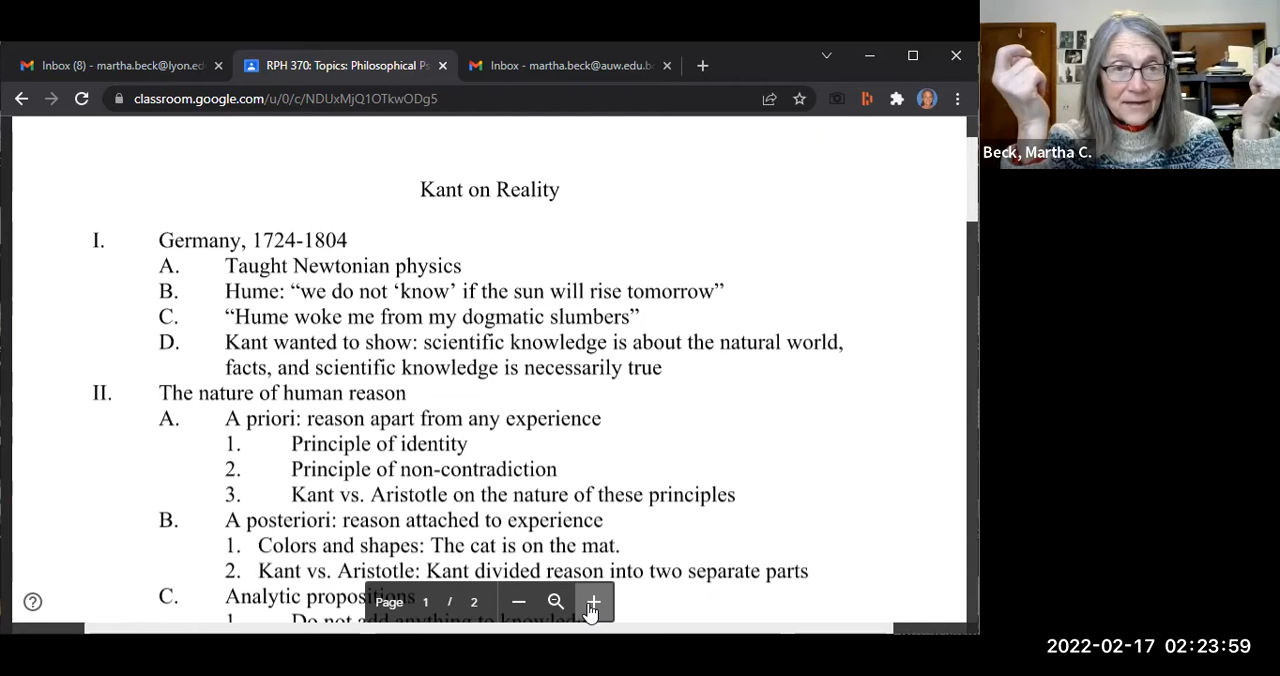 Inbox (8) - martha.beck@lyon.ed
RPH 370: Topics: Philosophical P
Inbox - martha.beck@auw.edu.b
classroom.google.com/u/0/c/NDUxMjQ1OTkwODg5
Beck, Martha C.
Kant on Reality
I. Germany, 1724-1804
A. Taught Newtonian physics
B. Hume: “we do not ‘know’ if the sun will rise tomorrow”
C. “Hume woke me from my dogmatic slumbers”
D. Kant wanted to show: scientific knowledge is about the natural world,
facts, and scientific knowledge is necessarily true
II. The nature of human reason
A. A priori: reason apart from any experience
1. Principle of identity
2. Principle of non-contradiction
3. Kant vs. Aristotle on the nature of these principles
B. A posteriori: reason attached to experience
1. Colors and shapes: The cat is on the mat.
2. Kant vs. Aristotle: Kant divided reason into two separate parts
C. Analytic propositions
Page 1 / 2
1. Do not add anything to knowledge
2022-02-17 02:23:59